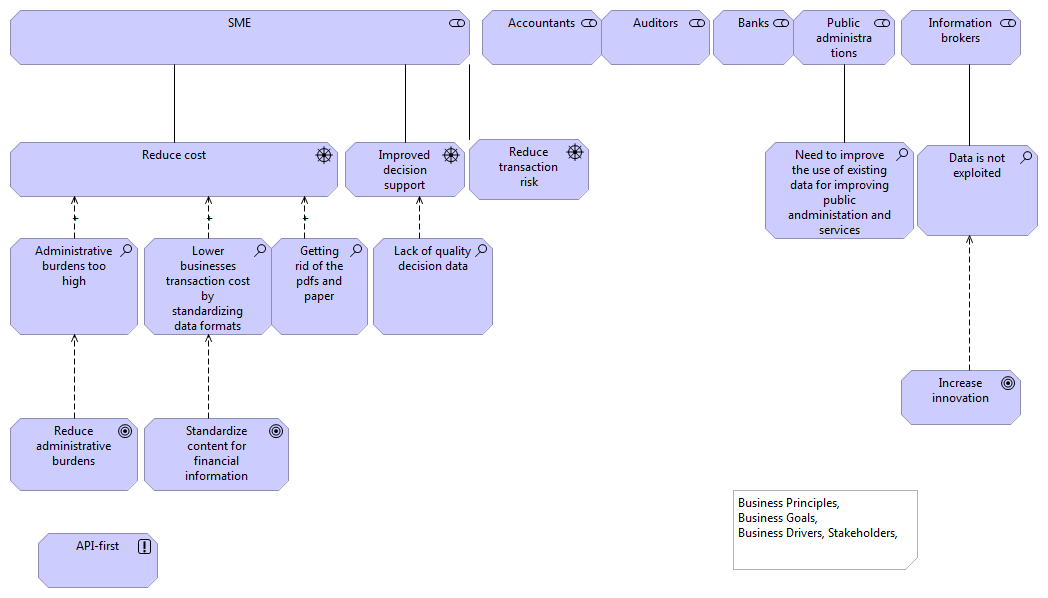 SME
Accountants
Auditors
Banks
Public
administra
tions
Information
brokers
Reduce cost
Improved
decision
support
Reduce
transaction
risk
Need to improve
the use of existing
data for improving
public
andministation and
services
Data is not
exploited
Administrative
burdens too
high
Lower
businesses
transaction cost
by
standardizing
data formats
Getting
rid of the
pdfs and
paper
Lack of quality
decision data
+
+
+
Increase
innovation
Reduce
administrative
burdens
Standardize
content for
financial
information
Business Principles,
Business Goals,
Business Drivers, Stakeholders,
API-first